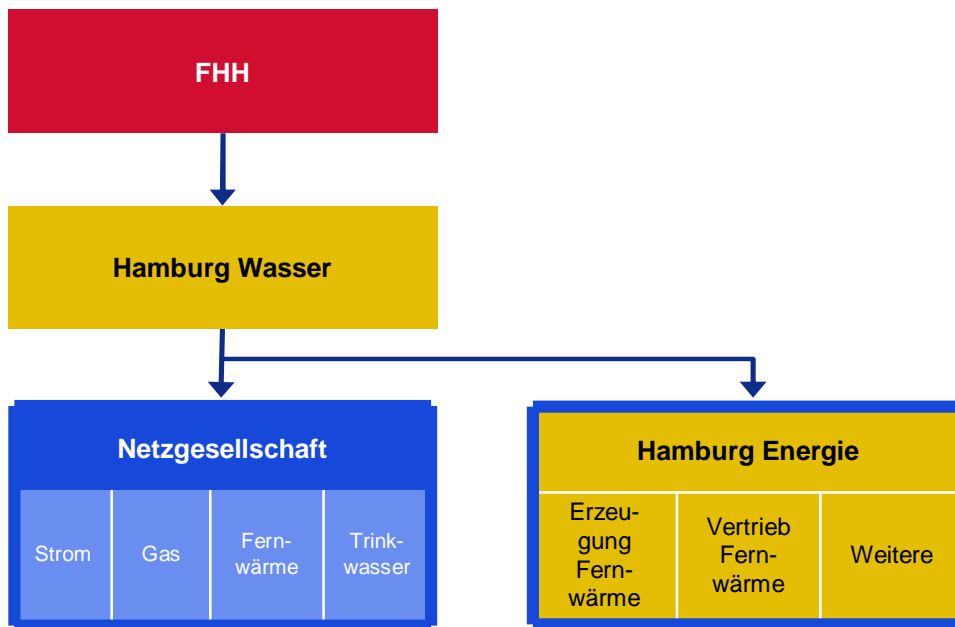 FHH
Hamburg Wasser
Netzgesellschaft
Strom
Gas
Fern-
wärme
Trink-
wasser
Hamburg Energie
Erzeu-
gung
Fern-
wärme
Vertrieb
Fern-
wärme
Weitere